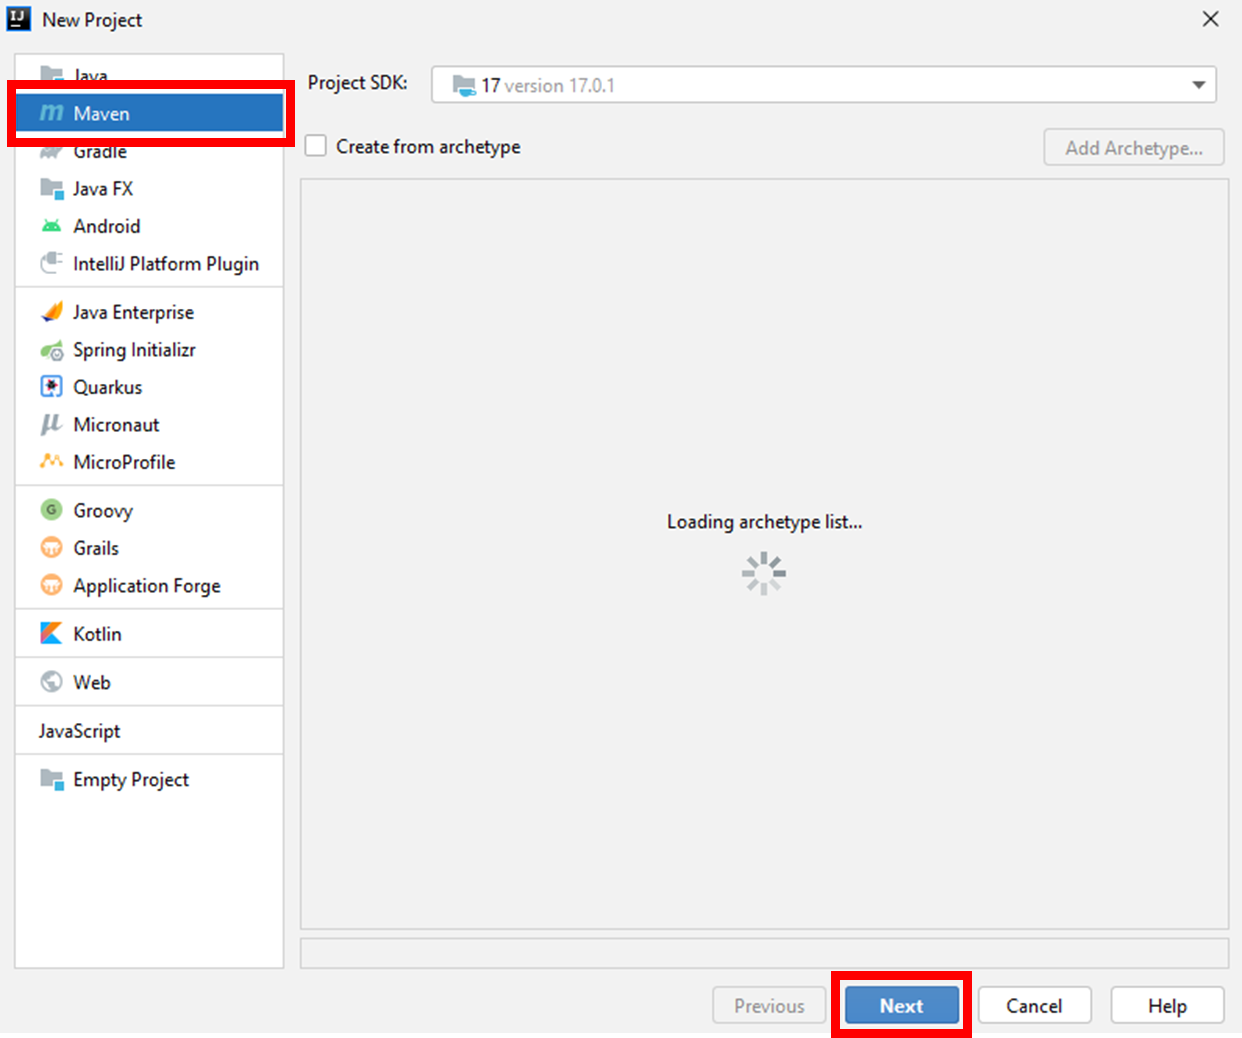 New Project
Java
Maven
Gradle
Java FX
Android
IntelliJ Platform Plugin
Java Enterprise
Spring Initializr
Quarkus
Micronaut
MicroProfile
Groovy
Grails
Application Forge
Kotlin
Web
JavaScript
Empty Project
Project SDK: 17 version 17.0.1
Create from archetype Add Archetype...
Loading archetype list...
Previous Next Cancel Help